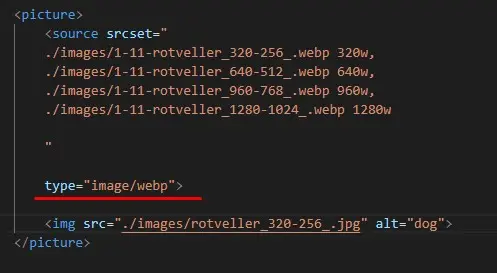 <picture>
<source srcset="
./images/1-11-rotveller_320-256_.webp 320w,
./images/1-11-rotveller_640-512_.webp 640w,
./images/1-11-rotveller_960-768_.webp 960w,
./images/1-11-rotveller_1280-1024_.webp 1280w
"
type="image/webp">
<img src="./images/rotveller_320-256_.jpg" alt="dog">
</picture>